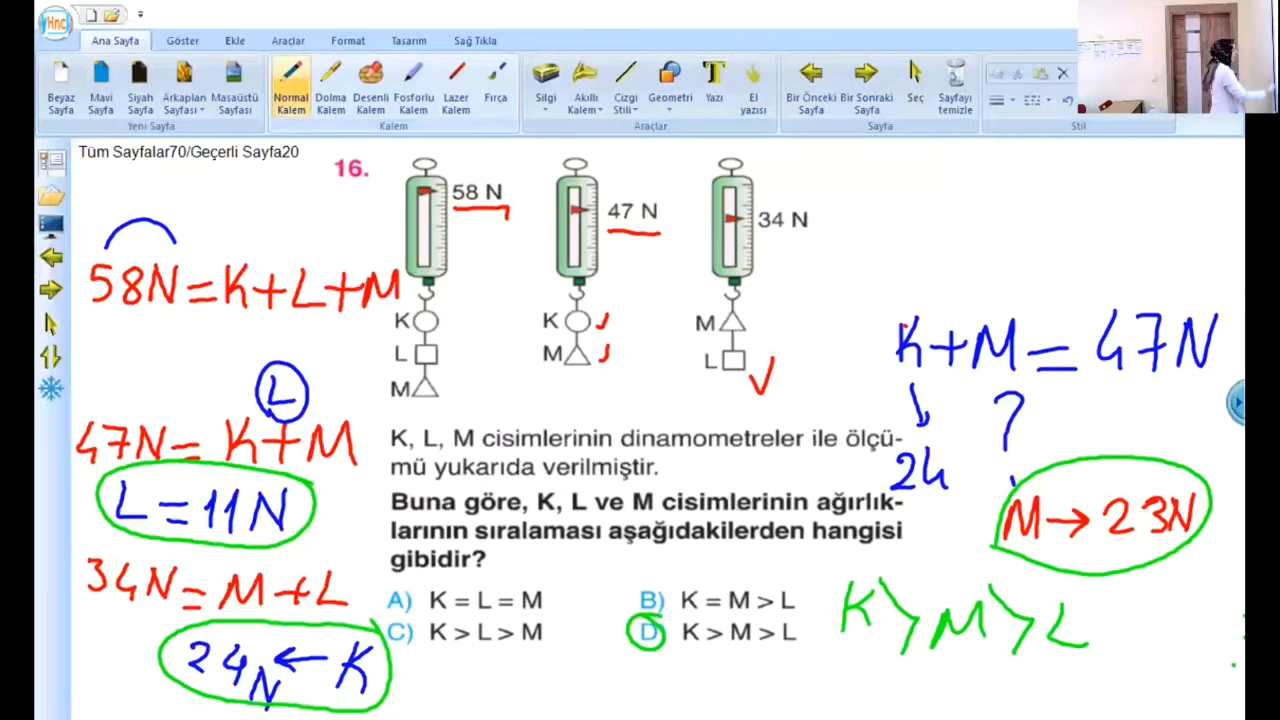 Hnc
Ana Sayfa Göster Ekle Araçlar Format Tasarım Sağ Tıkla
Beyaz Sayfa Mavi Sayfa Siyah Sayfa Arkaplan Sayfası Masaüstü Sayfası
Normal Kalem Dolma Kalem Desenli Kalem Fosforlu Kalem Lazer Kalem Fırça
Silgi Akıllı Kalem Çizgi Stili Geometri Yazı El yazısı
Bir Önceki Sayfa Bir Sonraki Sayfa Seç Sayfayı temizle
Yeni Sayfa Kalem Araçlar Sayfa Stil
Tüm Sayfalar70/Geçerli Sayfa20
16.
58 N
47 N
34 N
58N=K+L+M
K
L
M
K
M
M
L
K+M=47N
24
?
M→23N
L
47N=K+M
L=11N
34N=M+L
24N←K
K, L, M cisimlerinin dinamometreler ile ölçü-
mü yukarıda verilmiştir.
Buna göre, K, L ve M cisimlerinin ağırlık-
larının sıralaması aşağıdakilerden hangisi
gibidir?
A) K = L = M B) K = M > L
C) K > L > M D) K > M > L
K>M>L